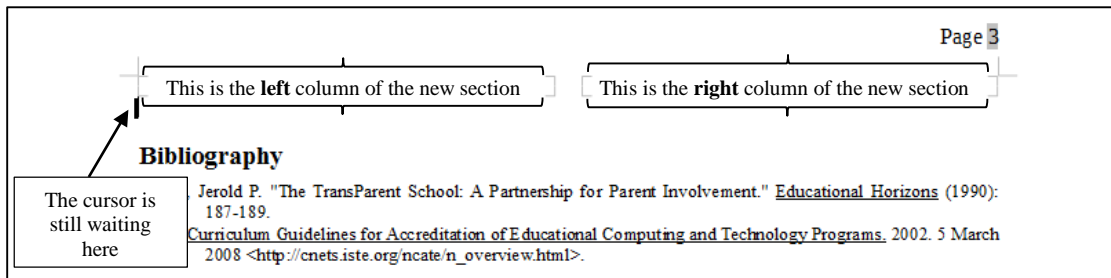 Page 3
This is the left column of the new section
This is the right column of the new section
Bibliography
, Jerold P. "The TransParent School: A Partnership for Parent Involvement." Educational Horizons (1990):
187-189.
Curriculum Guidelines for Accreditation of Educational Computing and Technology Programs. 2002. 5 March
2008 <http://cnets.iste.org/ncate/n_overview.html>.
The cursor is
still waiting
here